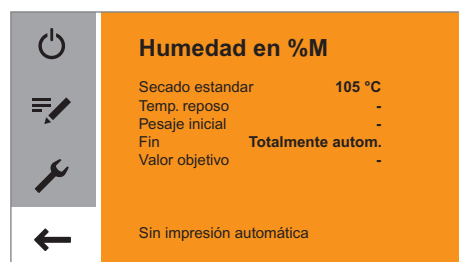 Humedad en %M
Secado estandar 105 °C
Temp. reposo -
Pesaje inicial -
Fin Totalmente autom.
Valor objetivo -
Sin impresión automática